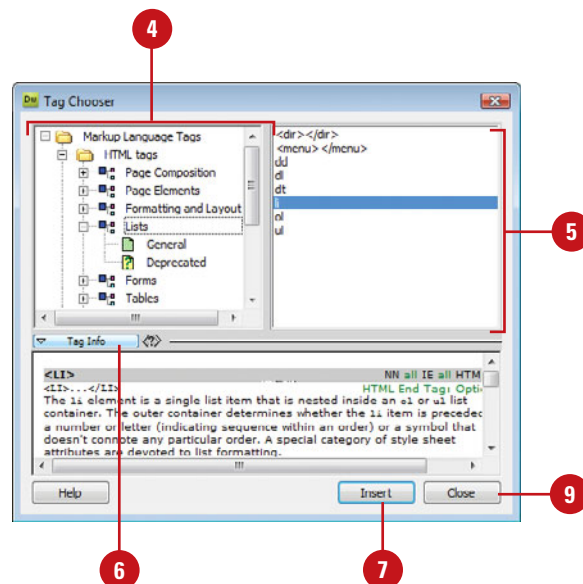 4
Dw Tag Chooser
Markup Language Tags
HTML tags
Page Composition
Page Elements
Formatting and Layout
Lists
General
Deprecated
Forms
Tables
<dir></dir>
<menu></menu>
dd
dl
dt
li
ol
ul
5
Tag Info
<?>
<LI> NN all IE all HTM
<LI>...</LI> HTML End Tag: Opti
The li element is a single list item that is nested inside an ol or ul list
container. The outer container determines whether the li item is preceded
a number or letter (indicating sequence within an order) or a symbol that
doesn't connote any particular order. A special category of style sheet
attributes are devoted to list formatting.
Help
Insert
Close
9
6
7